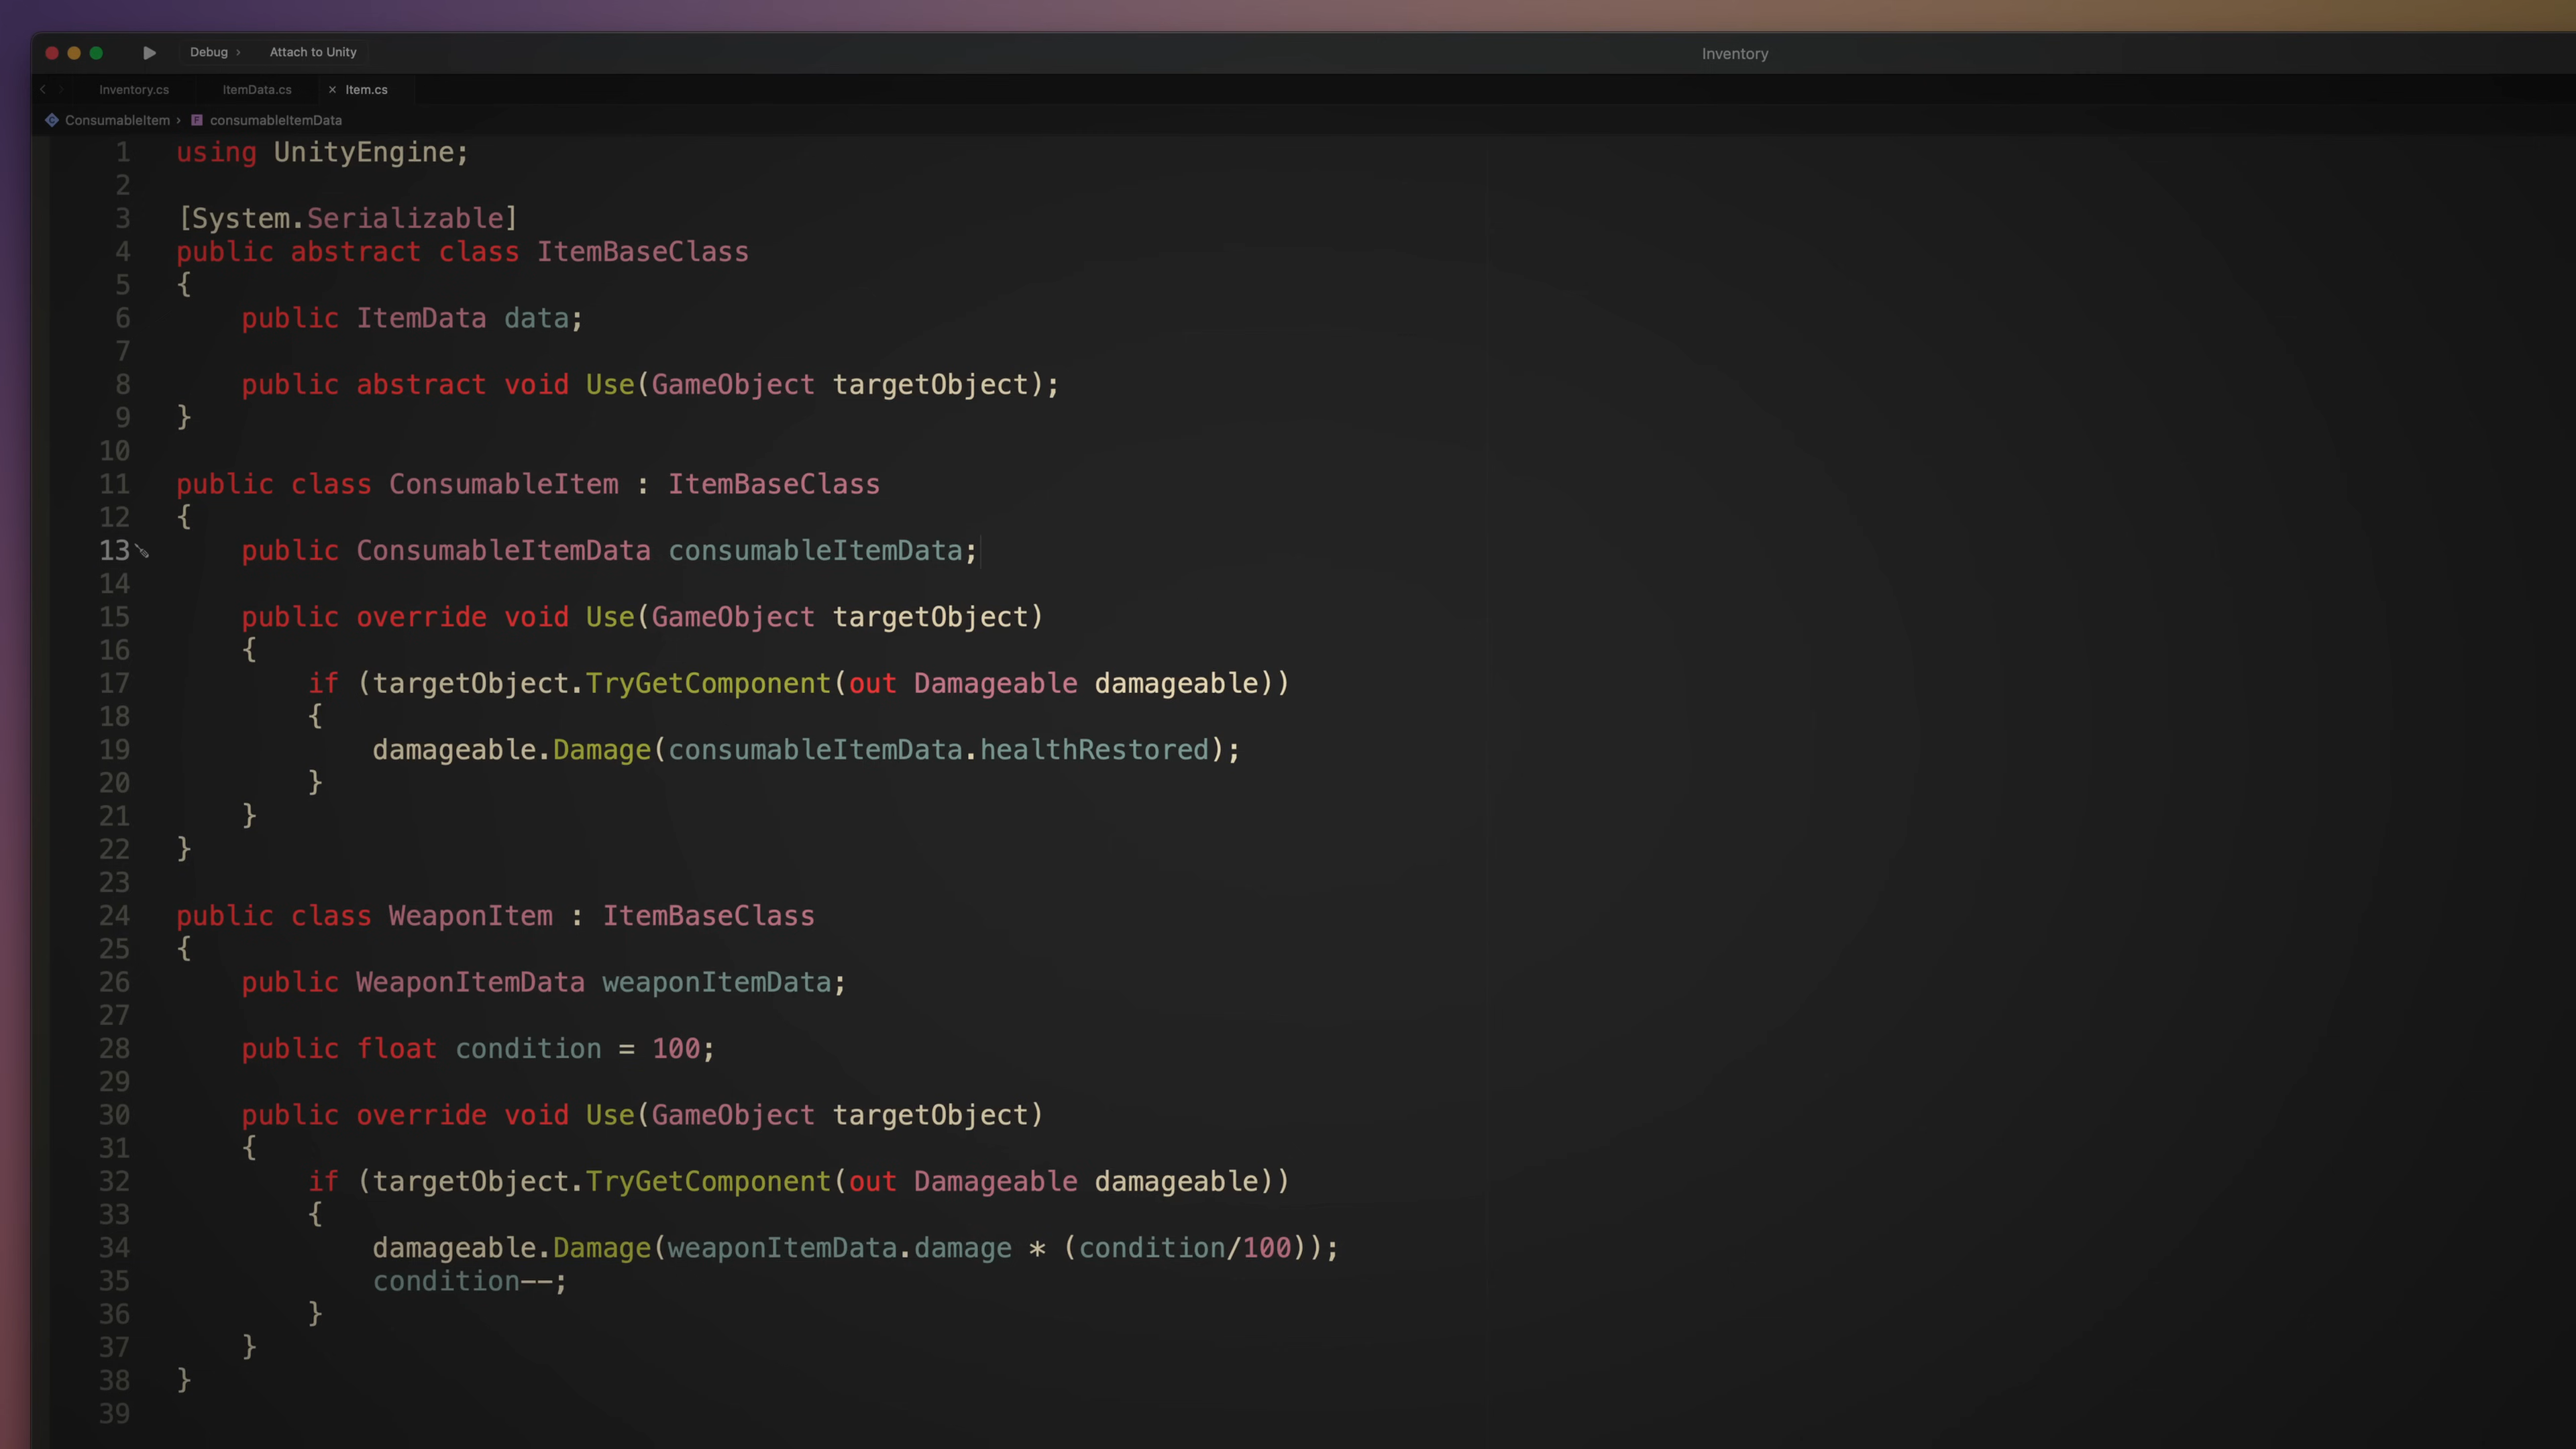 Debug › Attach to Unity Inventory
Inventory.cs ItemData.cs × Item.cs
ConsumableItem › F consumableItemData
1 using UnityEngine;
2
3 [System.Serializable]
4 public abstract class ItemBaseClass
5 {
6     public ItemData data;
7
8     public abstract void Use(GameObject targetObject);
9 }
10
11 public class ConsumableItem : ItemBaseClass
12 {
13     public ConsumableItemData consumableItemData;
14
15     public override void Use(GameObject targetObject)
16     {
17         if (targetObject.TryGetComponent(out Damageable damageable))
18         {
19             damageable.Damage(consumableItemData.healthRestored);
20         }
21     }
22 }
23
24 public class WeaponItem : ItemBaseClass
25 {
26     public WeaponItemData weaponItemData;
27
28     public float condition = 100;
29
30     public override void Use(GameObject targetObject)
31     {
32         if (targetObject.TryGetComponent(out Damageable damageable))
33         {
34             damageable.Damage(weaponItemData.damage * (condition/100));
35             condition--;
36         }
37     }
38 }
39